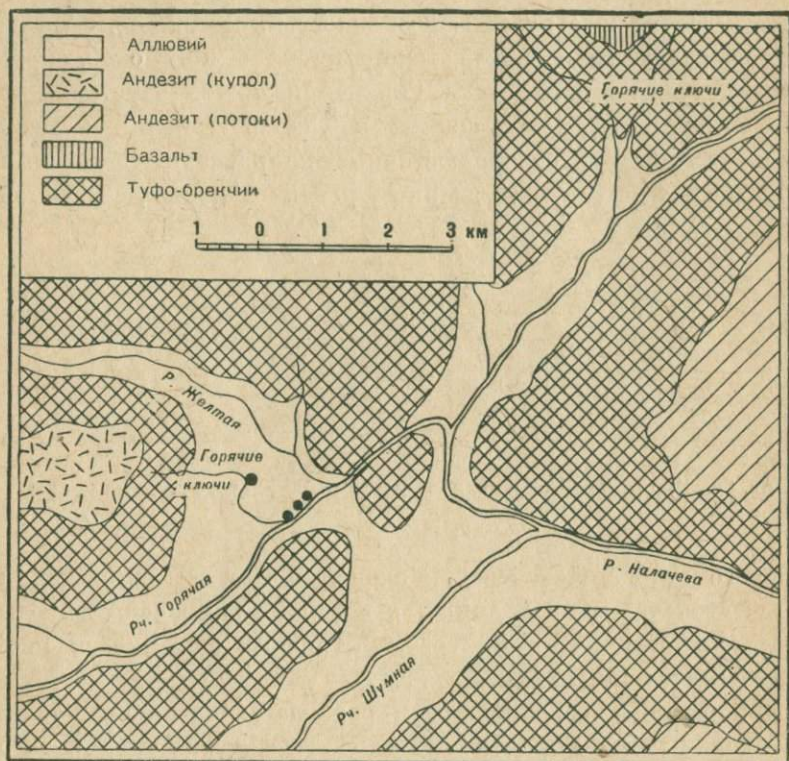 Аллювий
Андезит (купол)
Андезит (потоки)
Базальт
Туфо-брекчии
1 0 1 2 3 км
Горячие ключи
Р. Желтая
Горячие
ключи
Рч. Горячая
Р. Налачева
Рч. Шумная